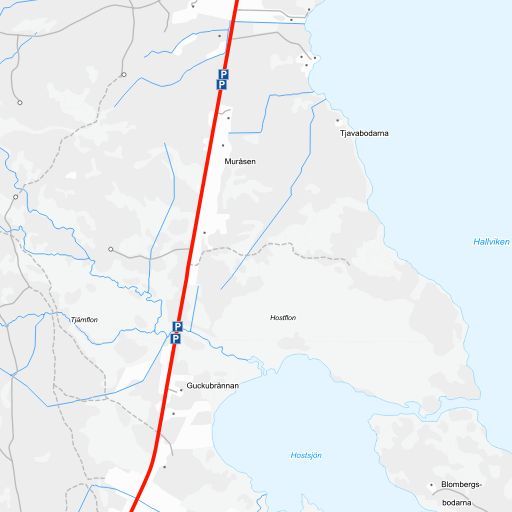 P
P
Tjavabodarna
Muråsen
Hallviken
Hostflon
Tjärnflon
P
P
Guckubrännan
Hostsjön
Blombergs-
bodarna